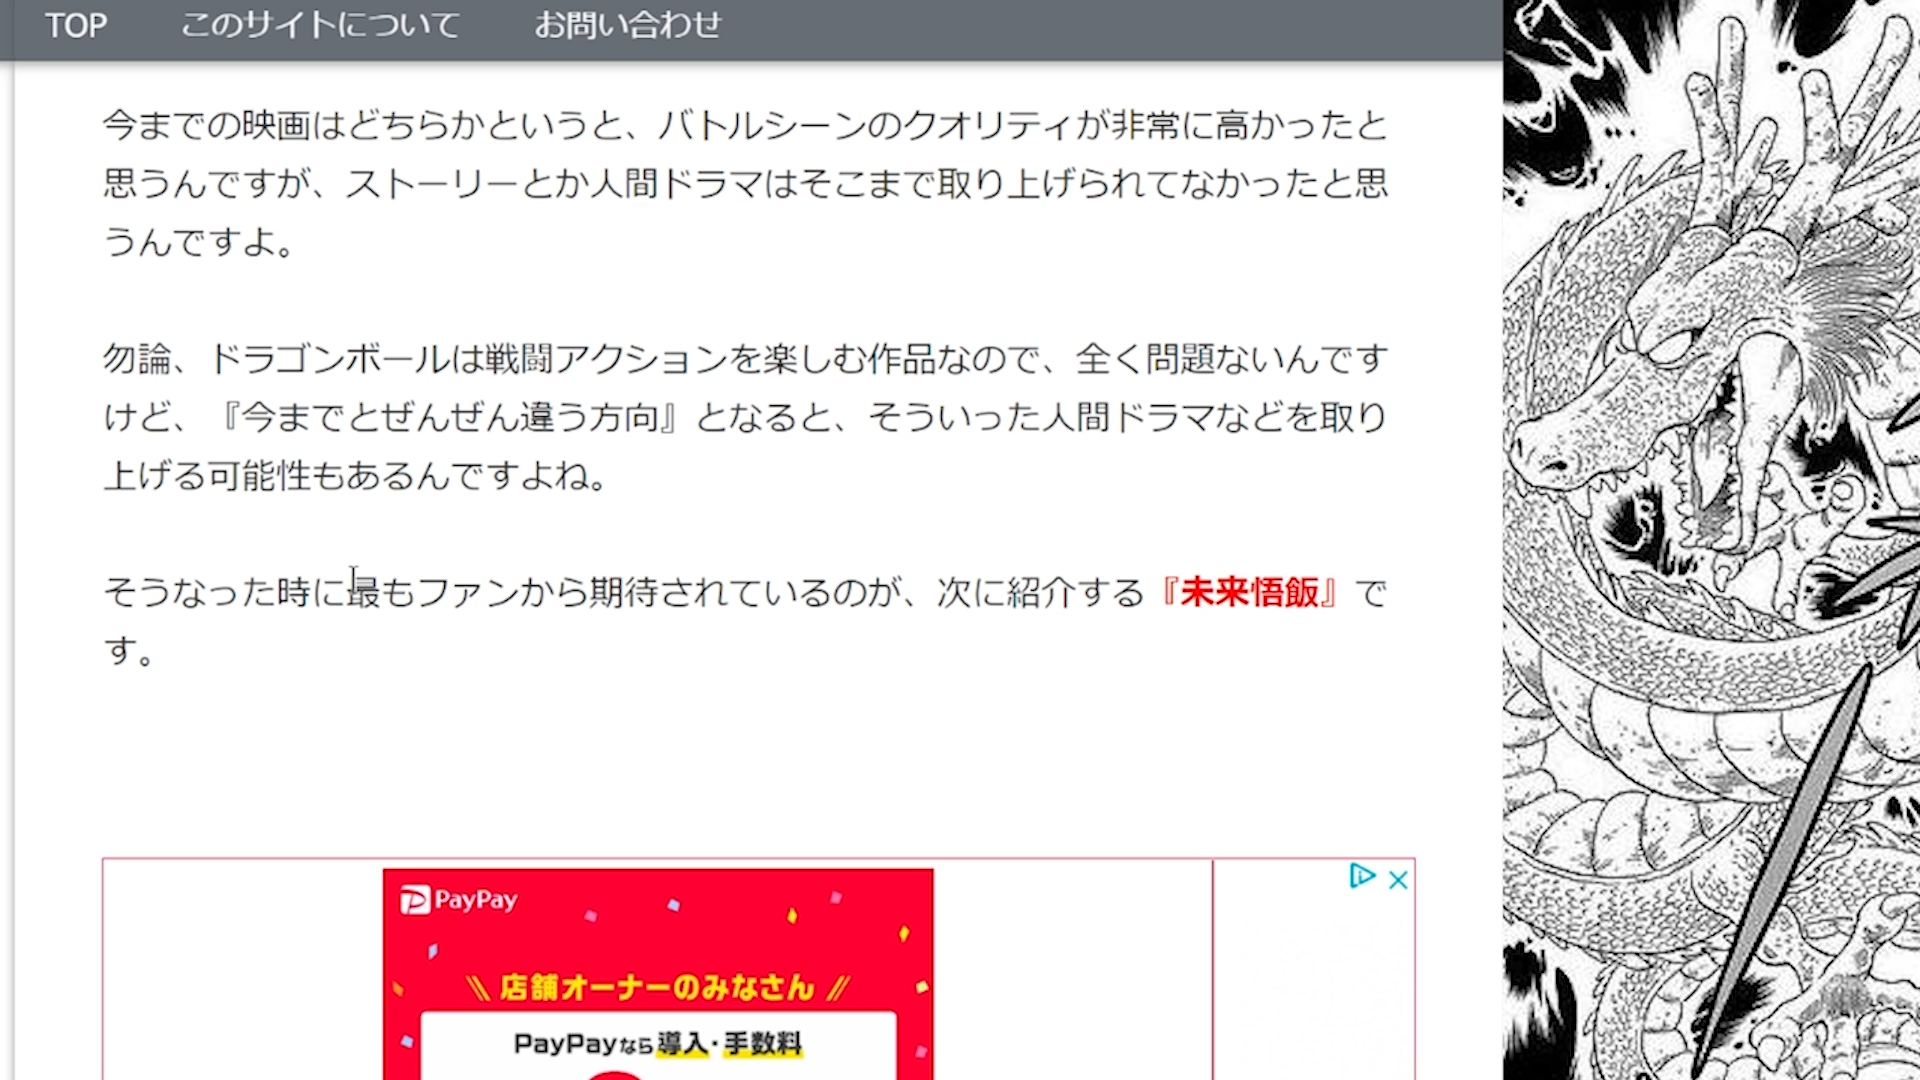 TOP このサイトについて お問い合わせ
今までの映画はどちらかというと、バトルシーンのクオリティが非常に高かったと
思うんですが、ストーリーとか人間ドラマはそこまで取り上げられてなかったと思
うんですよ。
勿論、ドラゴンボールは戦闘アクションを楽しむ作品なので、全く問題ないんです
けど、『今までとぜんぜん違う方向』となると、そういった人間ドラマなどを取り
上げる可能性もあるんですよね。
そうなった時に最もファンから期待されているのが、次に紹介する『未来悟飯』で
す。
PayPay
店舗オーナーのみなさん
PayPayなら導入・手数料